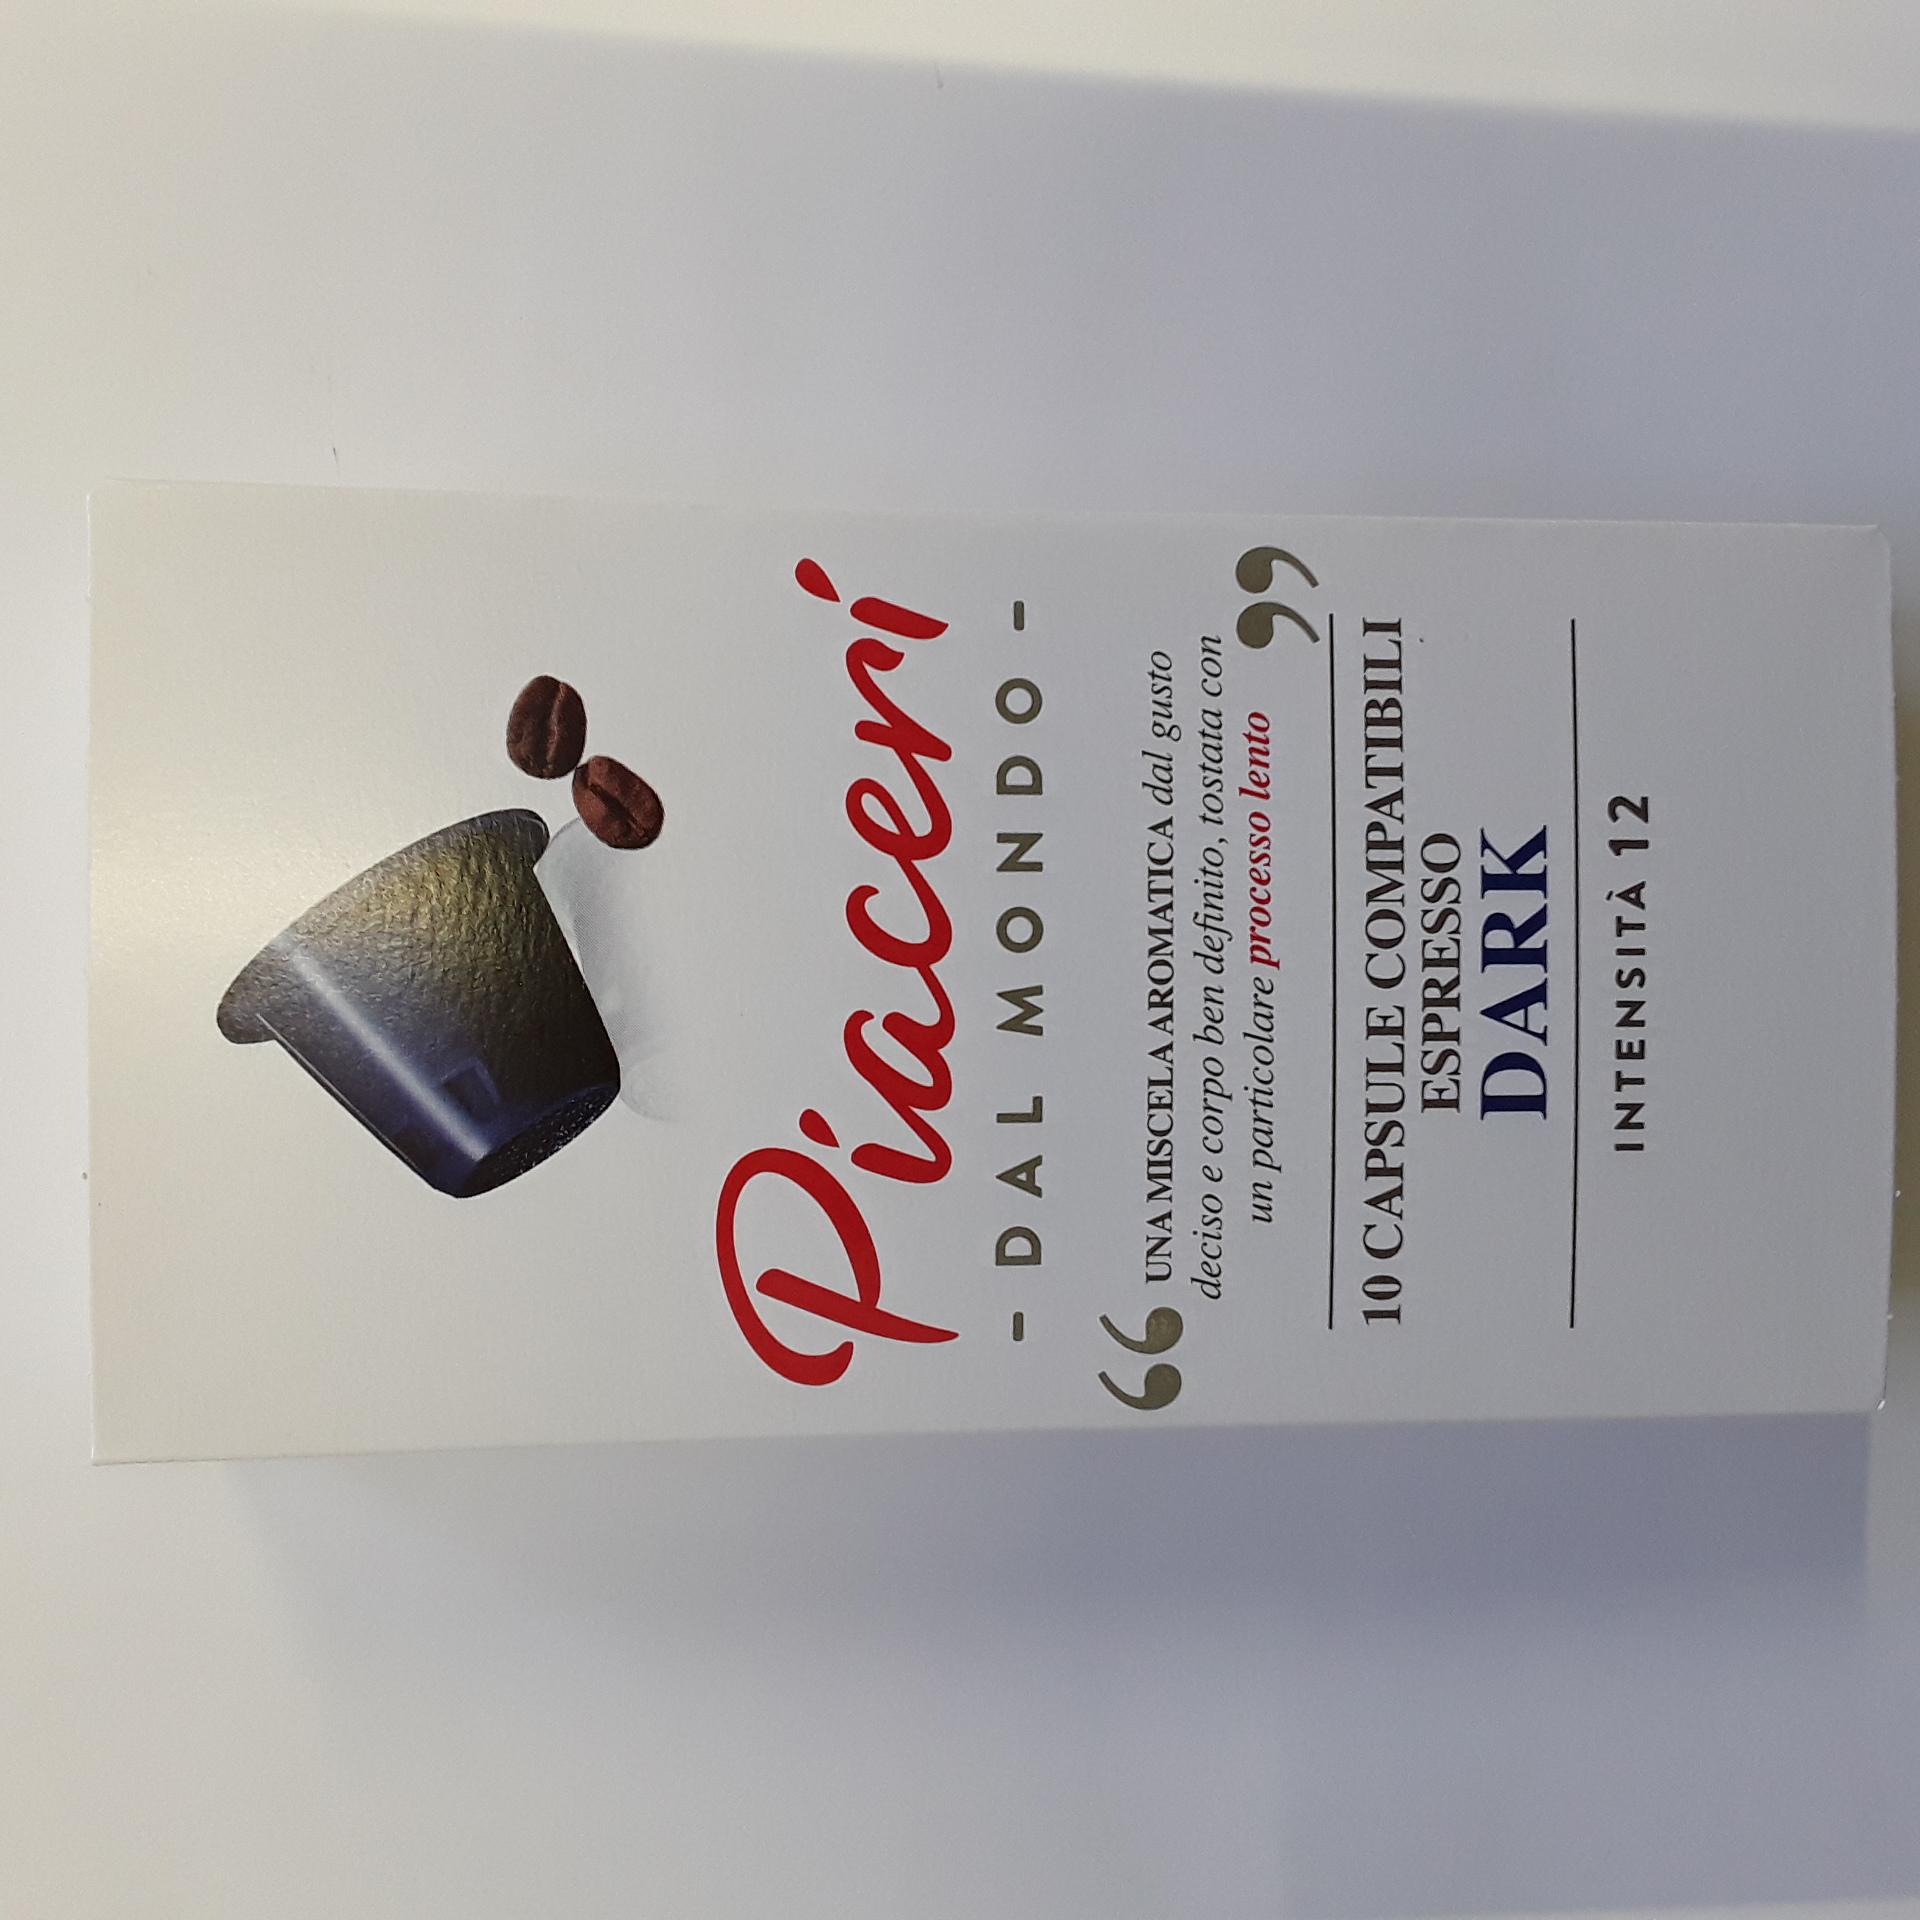 Piaceri
- DAL MONDO -
“ UNA MISCELA AROMATICA dal gusto
deciso e corpo ben definito, tostata con
un particolare processo lento ”
10 CAPSULE COMPATIBILI
ESPRESSO
DARK
INTENSITÀ 12